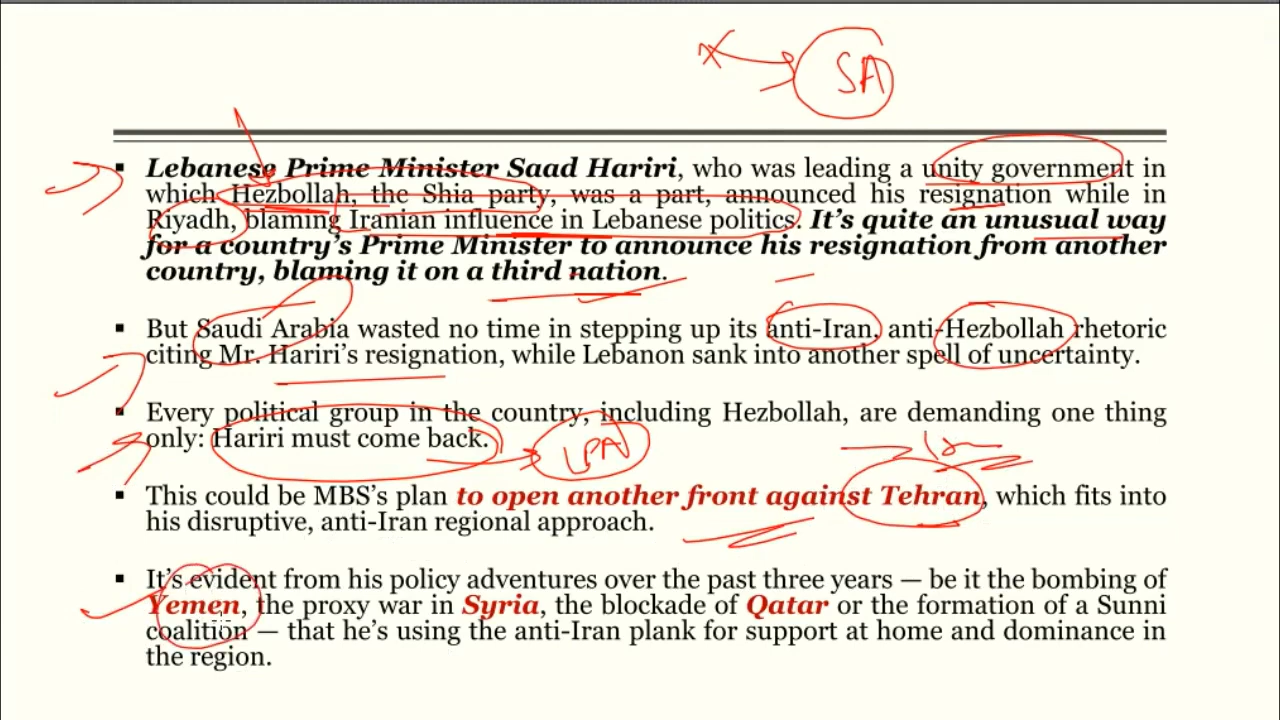 SA
▪ Lebanese Prime Minister Saad Hariri, who was leading a unity government in
which Hezbollah, the Shia party, was a part, announced his resignation while in
Riyadh, blaming Iranian influence in Lebanese politics. It's quite an unusual way
for a country's Prime Minister to announce his resignation from another
country, blaming it on a third nation.
▪ But Saudi Arabia wasted no time in stepping up its anti-Iran, anti-Hezbollah rhetoric
citing Mr. Hariri's resignation, while Lebanon sank into another spell of uncertainty.
▪ Every political group in the country, including Hezbollah, are demanding one thing
only: Hariri must come back.
▪ This could be MBS's plan to open another front against Tehran, which fits into
his disruptive, anti-Iran regional approach.
▪ It's evident from his policy adventures over the past three years — be it the bombing of
Yemen, the proxy war in Syria, the blockade of Qatar or the formation of a Sunni
coalition — that he's using the anti-Iran plank for support at home and dominance in
the region.